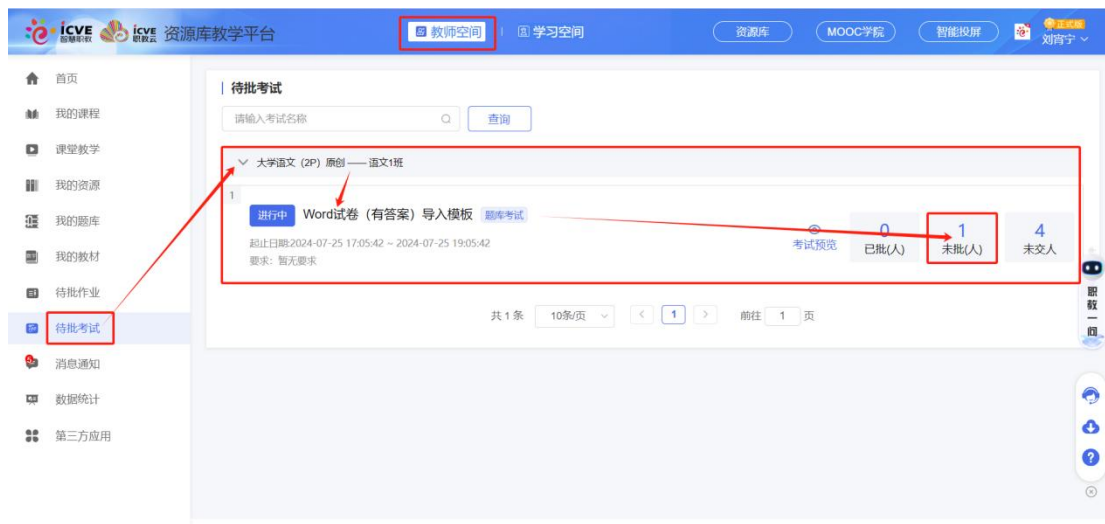 icve 智慧职教 icve 职教云 资源库教学平台 教师空间 学习空间 资源库 MOOC学院 智能投屏 正式版 刘宵宁
首页
我的课程
课堂教学
我的资源
我的题库
我的教材
待批作业
待批考试
消息通知
数据统计
第三方应用
待批考试
请输入考试名称 查询
大学语文（2P）原创 —— 语文1班
1
进行中 Word试卷（有答案）导入模板 题库考试
起止日期:2024-07-25 17:05:42 ~ 2024-07-25 19:05:42
要求：暂无要求
考试预览
0
已批(人)
1
未批(人)
4
未交人
共 1 条 10条/页 1 前往 1 页
职教一问